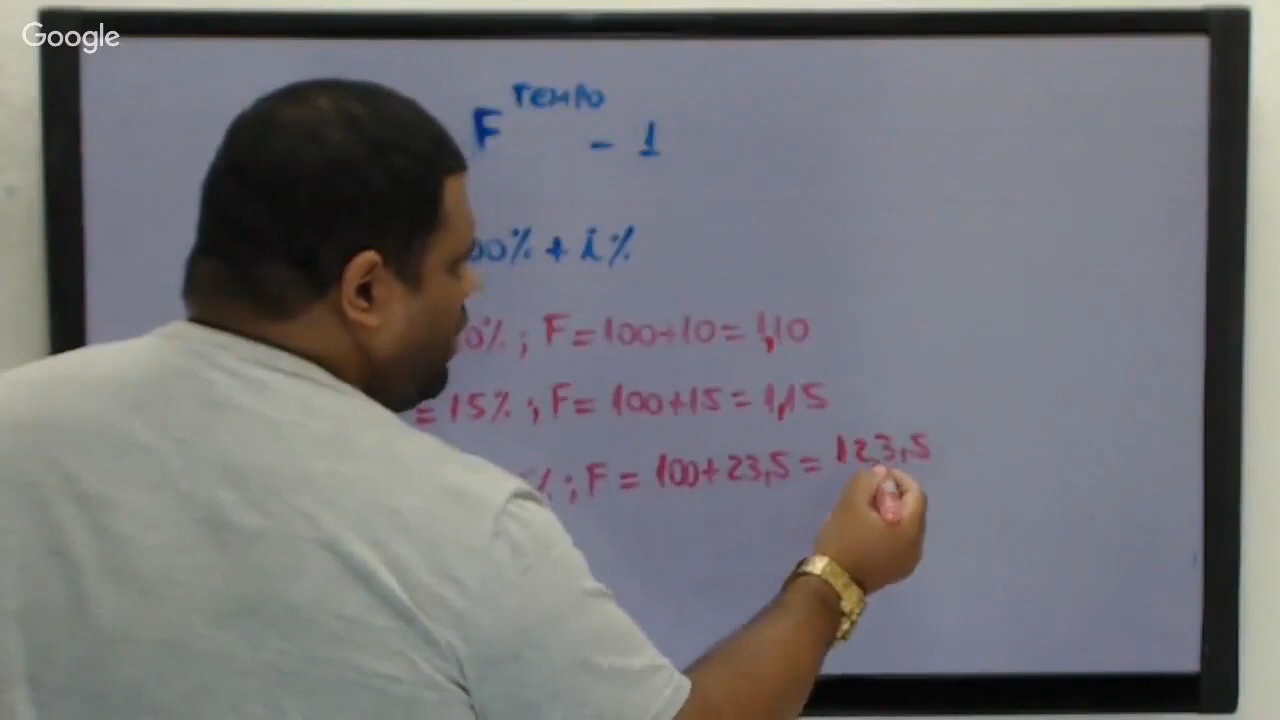 Google
TEMPO
F - 1
00% + i%
0% ; F = 100+10 = 1,10
= 15% ; F = 100+15 = 1,15
% ; F = 100+23,5 = 123,5